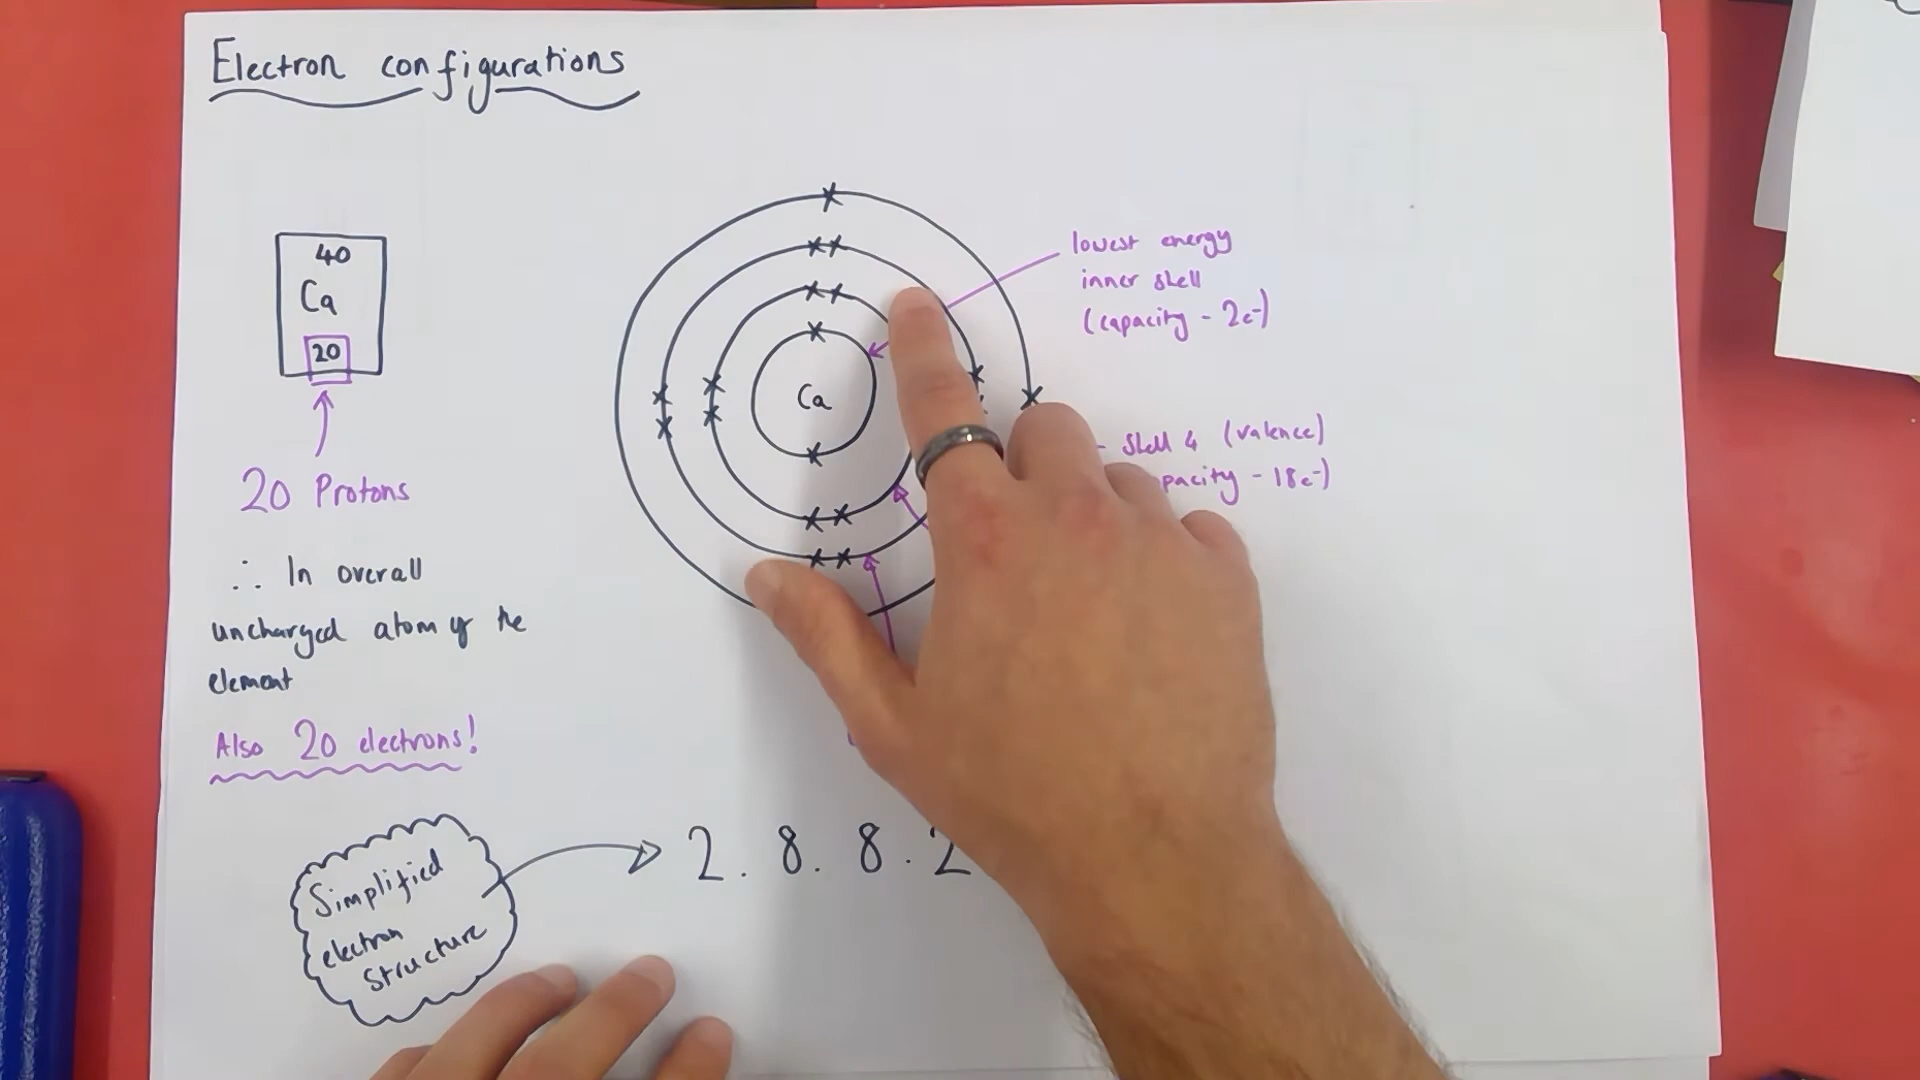 Electron configurations
40
Ca
20
20 Protons
∴ In overall
uncharged atom of the
element
Also 20 electrons!
Ca
lowest energy
inner shell
(capacity - 2e-)
- Shell 4 (valence)
pacity - 18e-)
Simplified
electron
structure
2. 8. 8. 2